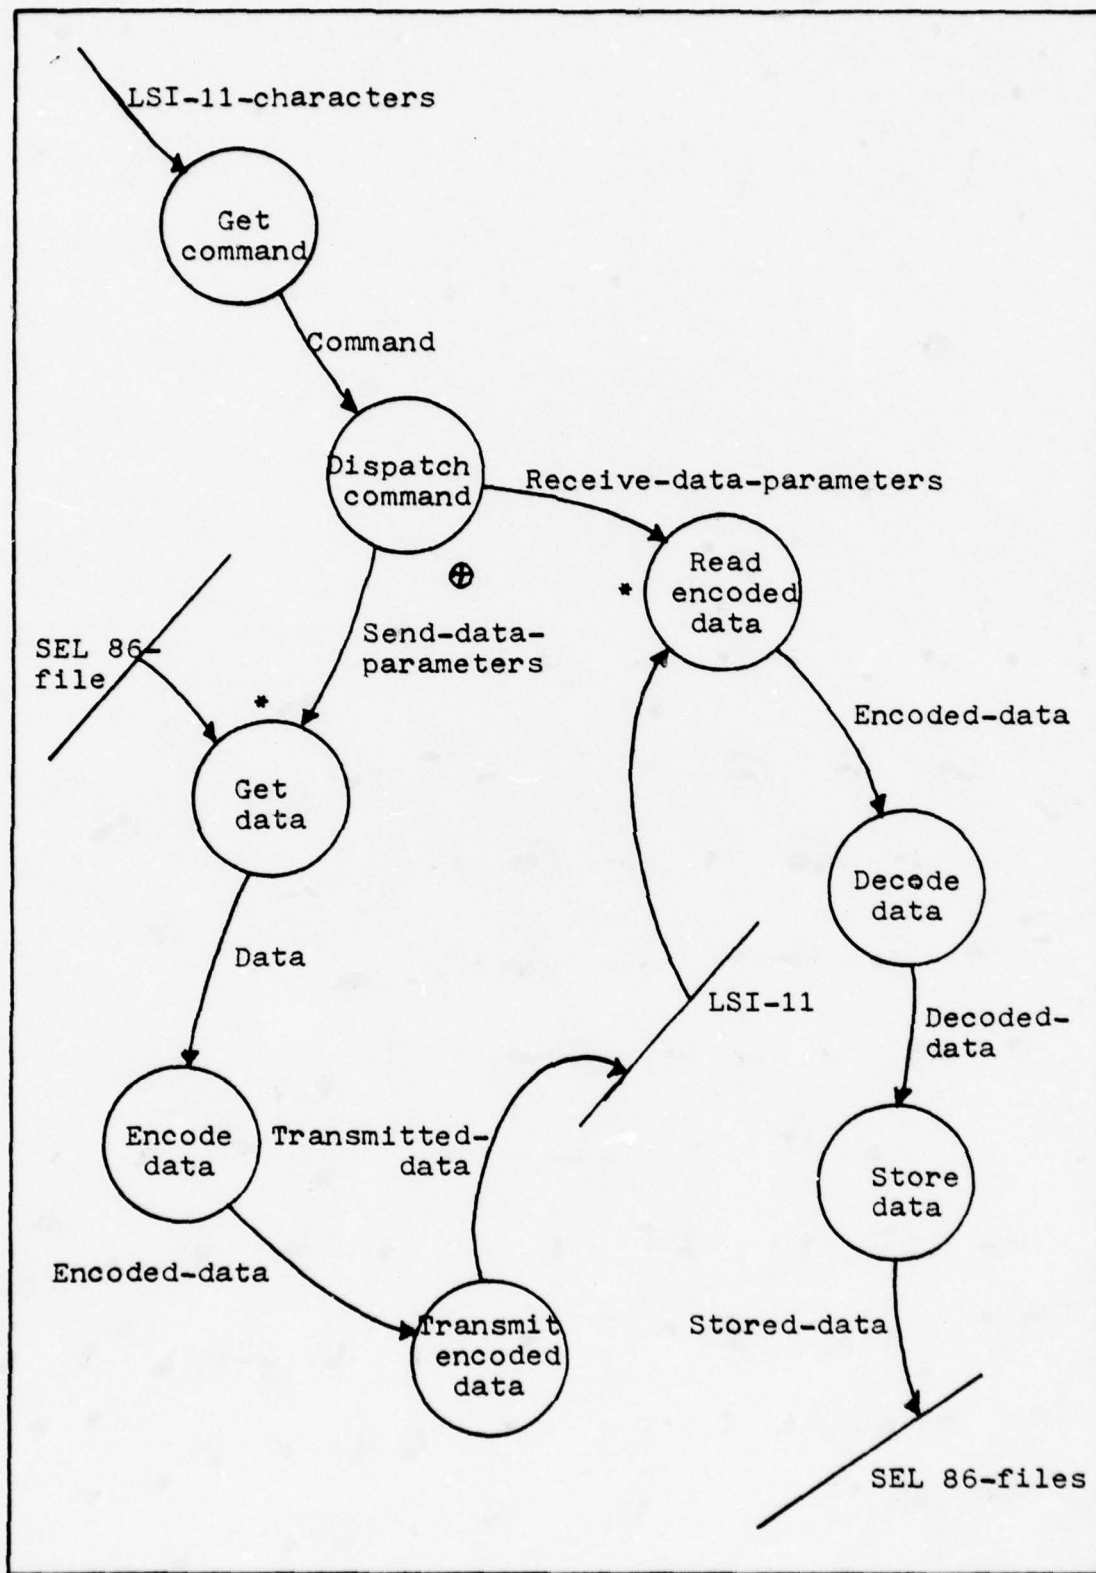 LSI-11-characters
Get
command
Command
Dispatch
command
Receive-data-parameters
Read
encoded
data
*
Send-data-
parameters
SEL 86-
file
*
Get
data
Encoded-data
Decode
data
Data
LSI-11
Decoded-
data
Encode
data
Transmitted-
data
Store
data
Encoded-data
Transmit
encoded
data
Stored-data
SEL 86-files